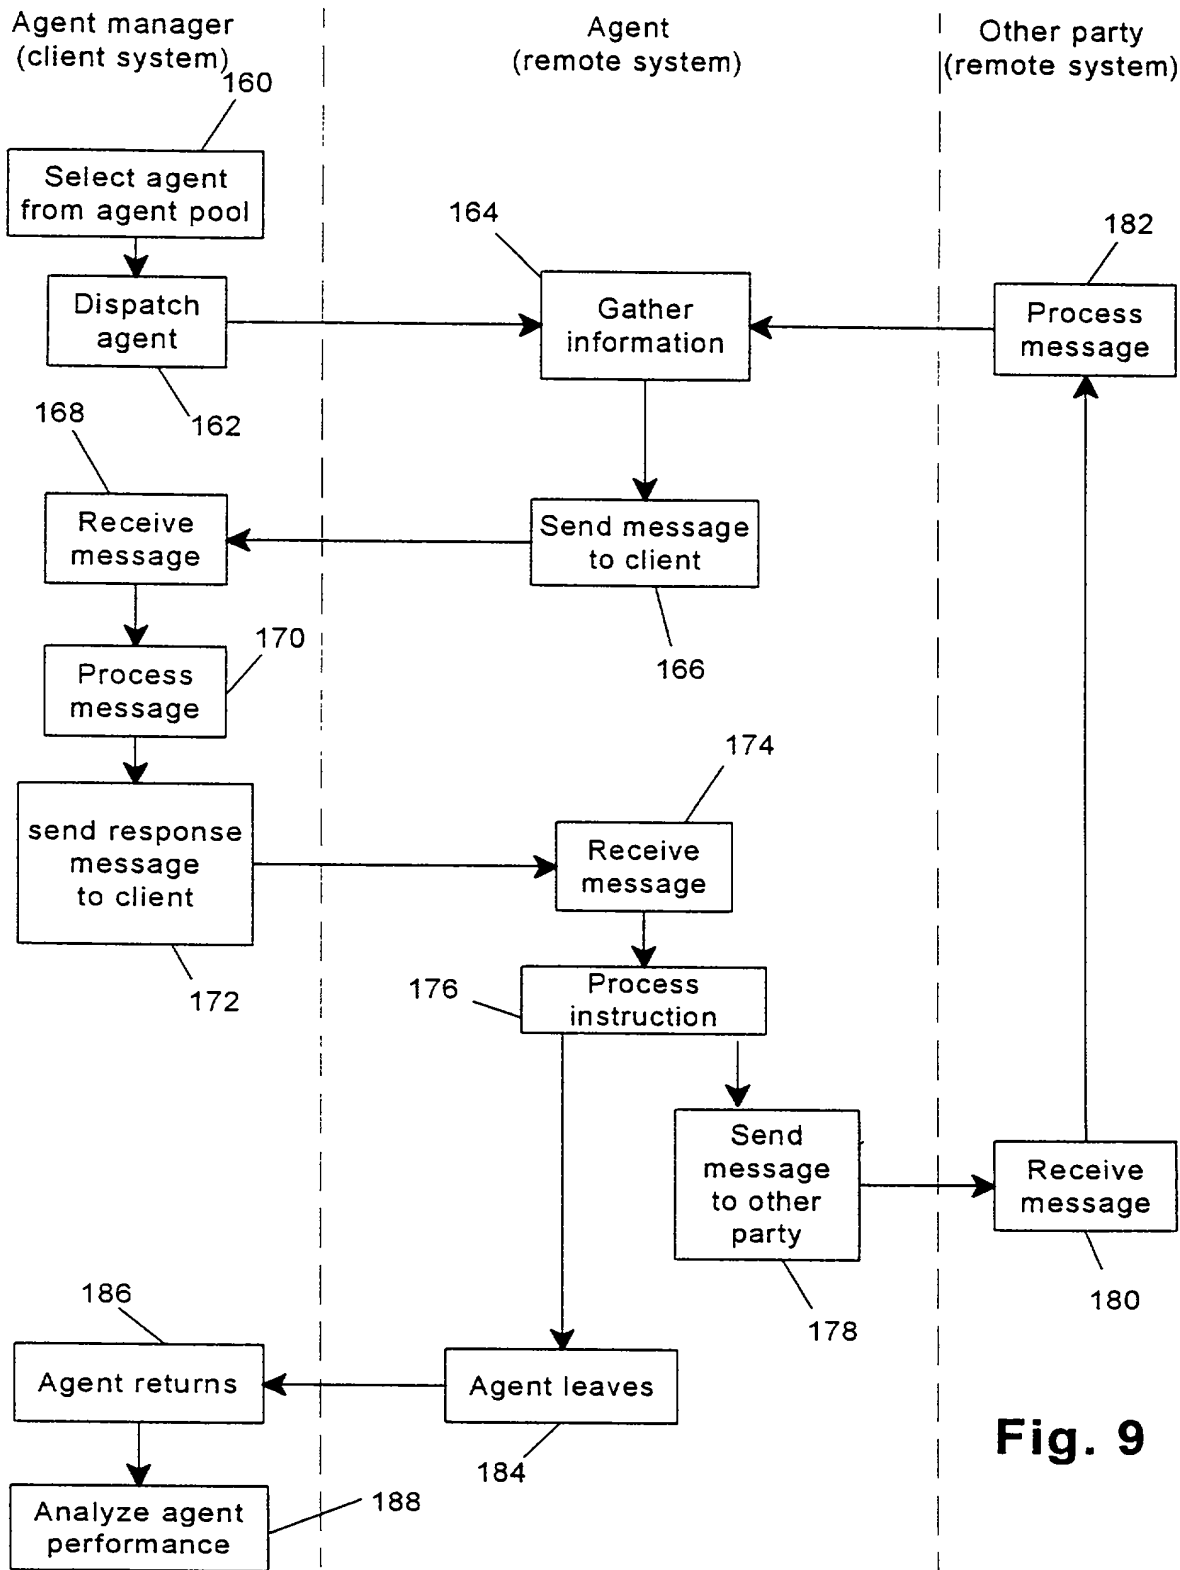 Agent manager
(client system)
Agent
(remote system)
Other party
(remote system)
160
Select agent
from agent pool
164
182
Dispatch
agent
Gather
information
Process
message
162
168
Receive
message
Send message
to client
166
170
Process
message
174
send response
message
to client
Receive
message
172
176
Process
instruction
Send
message
to other
party
Receive
message
178
180
186
Agent returns
Agent leaves
184
Fig. 9
188
Analyze agent
performance